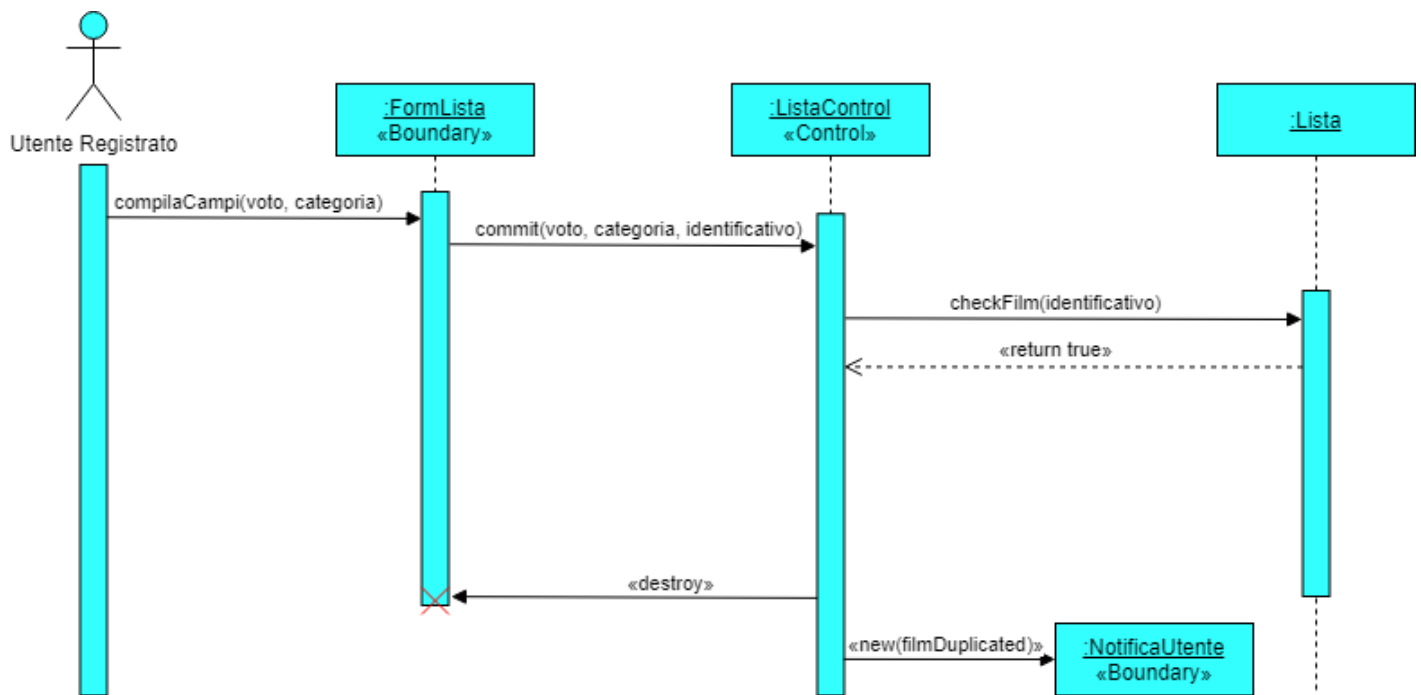 :FormLista
«Boundary»
:ListaControl
«Control»
:Lista
Utente Registrato
compilaCampi(voto, categoria)
commit(voto, categoria, identificativo)
checkFilm(identificativo)
«return true»
«destroy»
«new(filmDuplicated)»
:NotificaUtente
«Boundary»